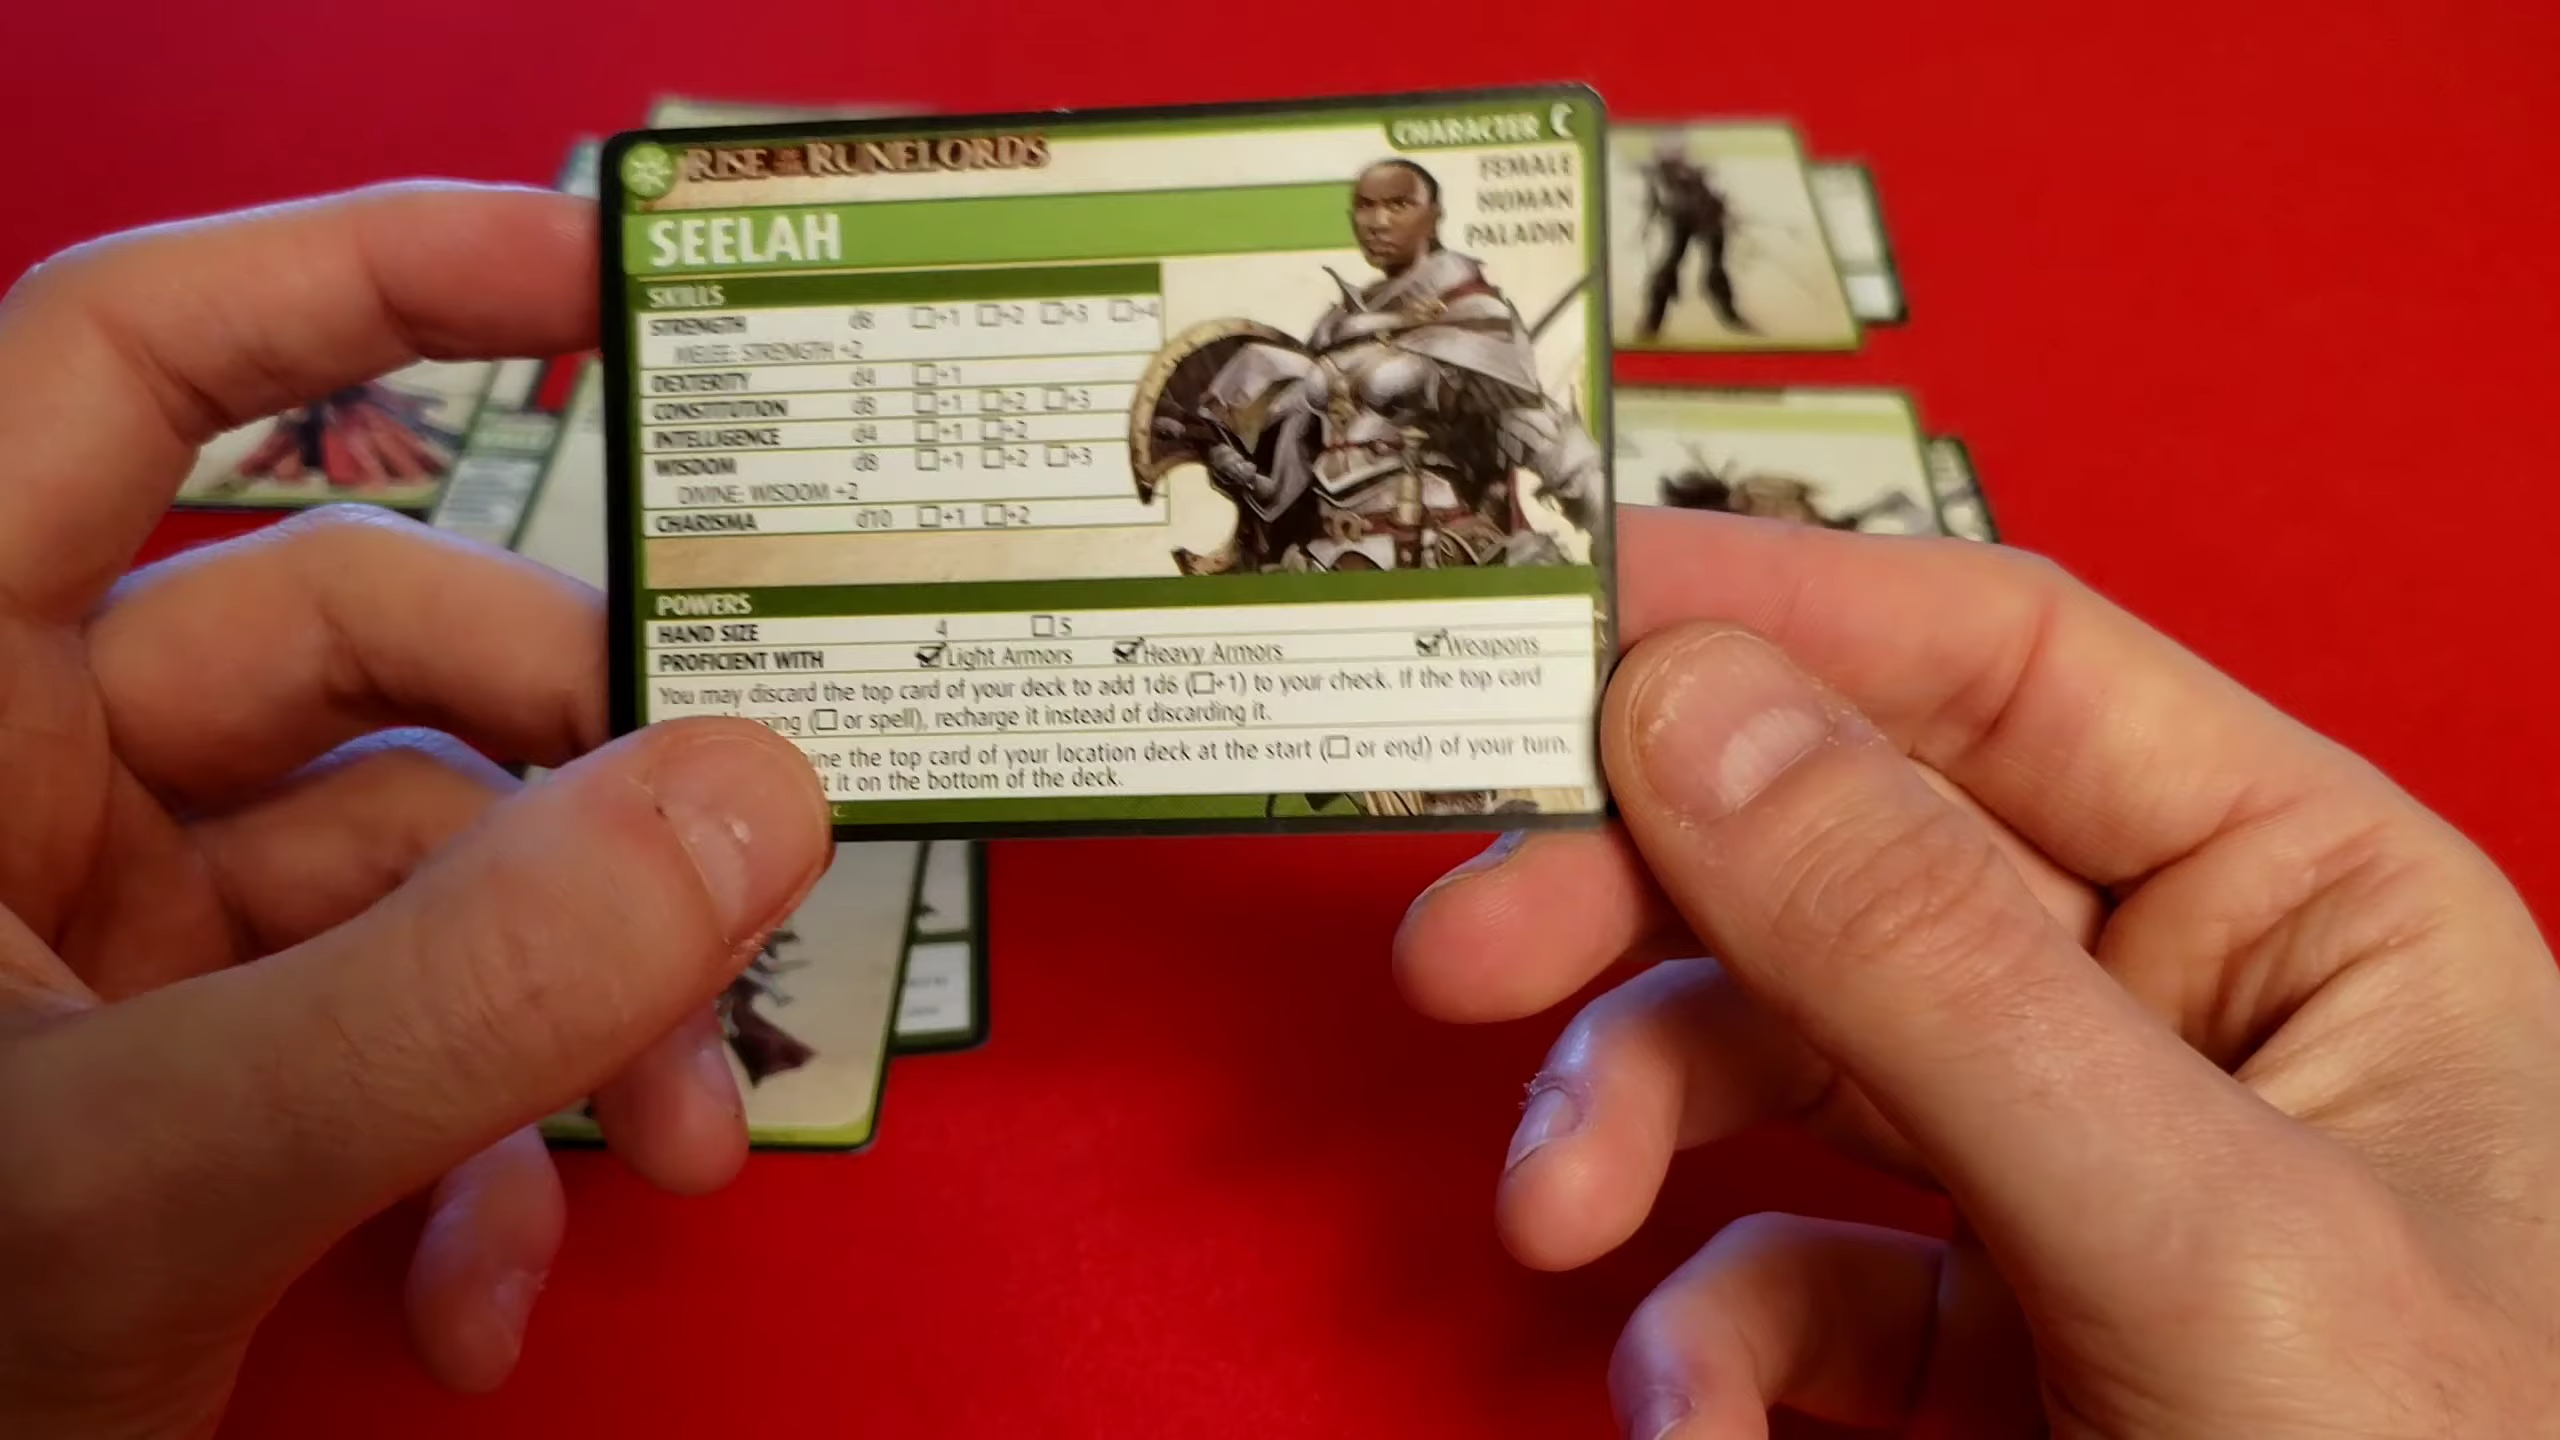 RISE OF THE RUNELORDS
CHARACTER C
FEMALE
HUMAN
PALADIN
SEELAH
SKILLS
STRENGTH d8 ☐+1 ☐+2 ☐+3 ☐+4
MELEE: STRENGTH +2
DEXTERITY d4 ☐+1
CONSTITUTION d8 ☐+1 ☐+2 ☐+3
INTELLIGENCE d4 ☐+1 ☐+2
WISDOM d8 ☐+1 ☐+2 ☐+3
DIVINE: WISDOM +2
CHARISMA d10 ☐+1 ☐+2
POWERS
HAND SIZE 4 ☐ 5
PROFICIENT WITH ☑ Light Armors ☑ Heavy Armors ☑ Weapons
You may discard the top card of your deck to add 1d6 (☐+1) to your check. If the top card
(☐ or spell), recharge it instead of discarding it.
the top card of your location deck at the start (☐ or end) of your turn.
it on the bottom of the deck.